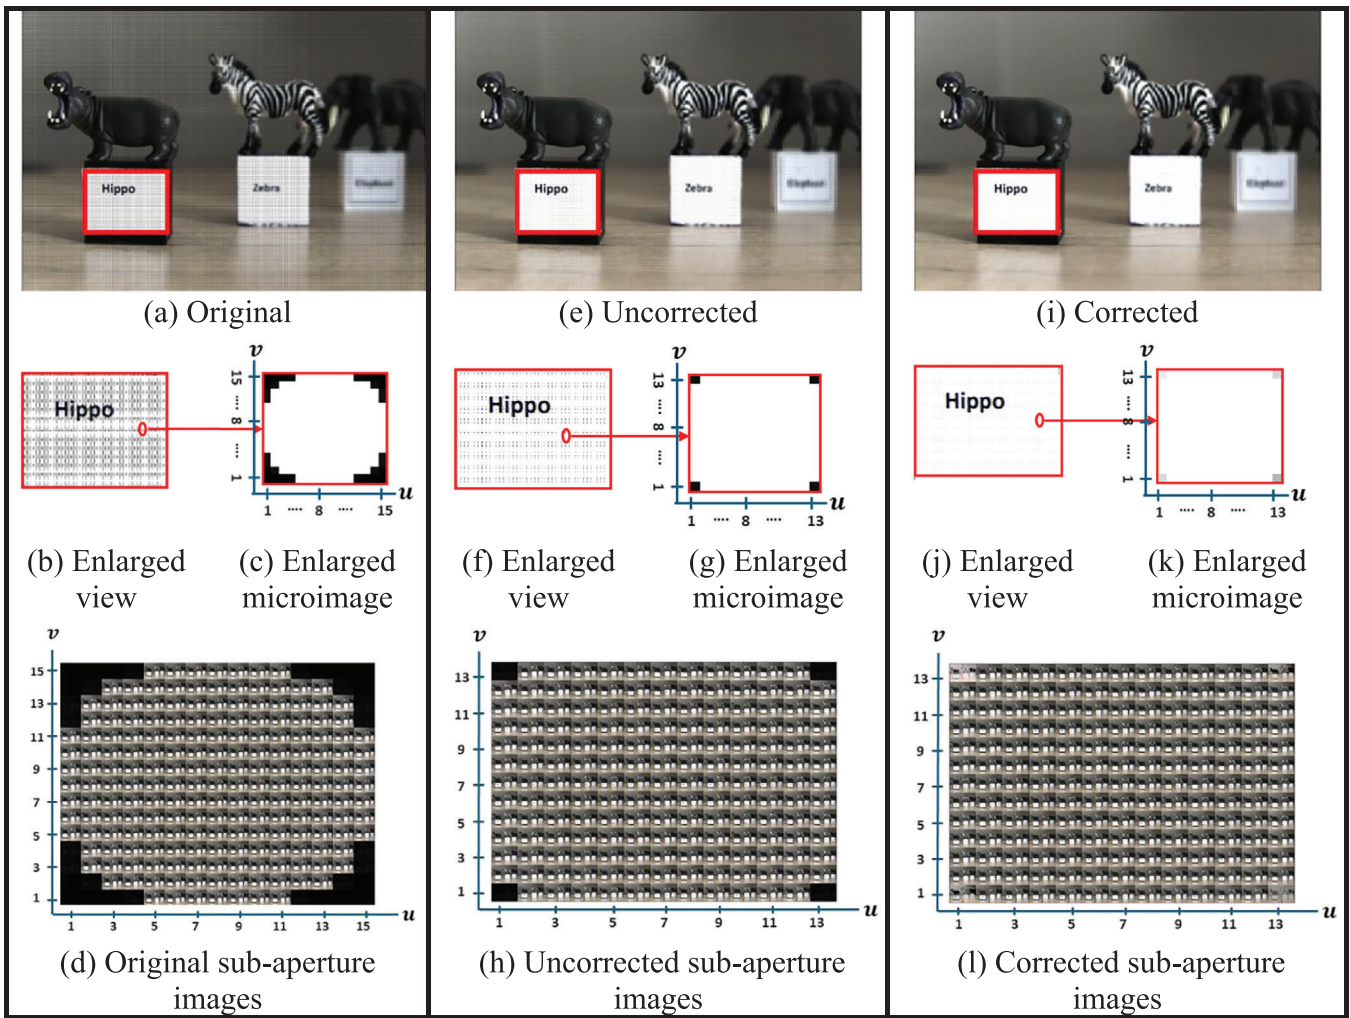 Hippo
Zebra
Elephant
(a) Original
Hippo
Zebra
Elephant
(e) Uncorrected
Hippo
Zebra
Elephant
(i) Corrected
v
15
....
8
....
1
Hippo
1 .... 8 .... 15
u
(b) Enlarged
view
(c) Enlarged
microimage
v
13
....
8
....
1
Hippo
1 .... 8 .... 13
u
(f) Enlarged
view
(g) Enlarged
microimage
v
13
....
8
....
1
Hippo
1 .... 8 .... 13
u
(j) Enlarged
view
(k) Enlarged
microimage
v
15
13
11
9
7
5
3
1
1 3 5 7 9 11 13 15
u
(d) Original sub-aperture
images
v
13
11
9
7
5
3
1
1 3 5 7 9 11 13
u
(h) Uncorrected sub-aperture
images
v
13
11
9
7
5
3
1
1 3 5 7 9 11 13
u
(l) Corrected sub-aperture
images